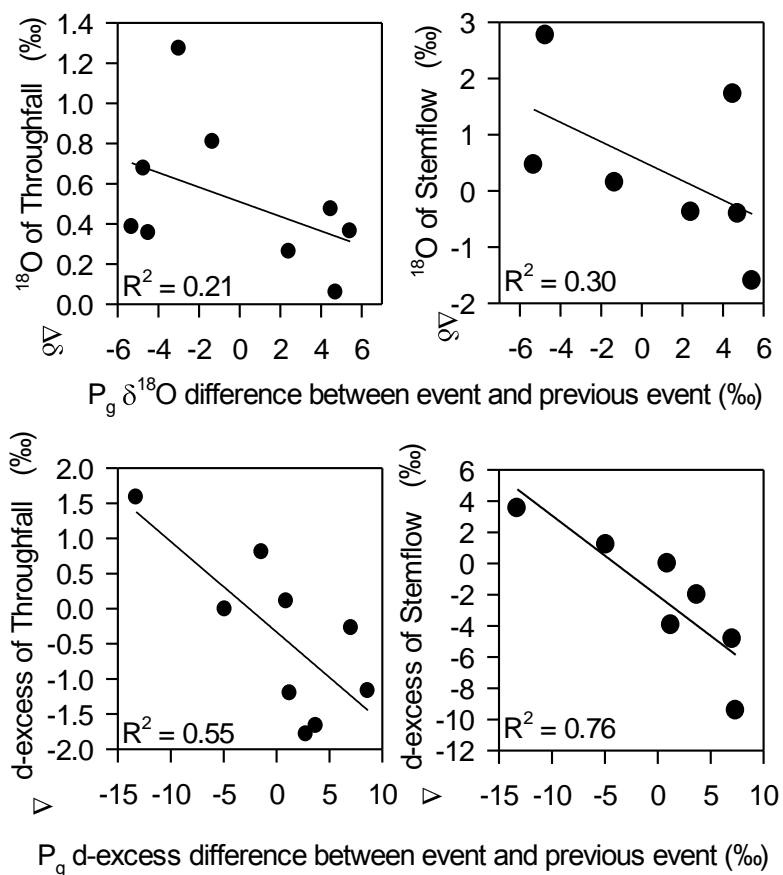 Δδ ¹⁸O of Throughfall (‰)
1.4
1.2
1.0
0.8
0.6
0.4
0.2
0.0
R² = 0.21
-6 -4 -2 0 2 4 6
Δδ ¹⁸O of Stemflow (‰)
3
2
1
0
-1
-2
R² = 0.30
-6 -4 -2 0 2 4 6
P_g δ¹⁸O difference between event and previous event (‰)
Δ d-excess of Throughfall (‰)
2.0
1.5
1.0
0.5
0.0
-0.5
-1.0
-1.5
-2.0
R² = 0.55
-15 -10 -5 0 5 10
Δ d-excess of Stemflow (‰)
6
4
2
0
-2
-4
-6
-8
-10
-12
R² = 0.76
-15 -10 -5 0 5 10
P_g d-excess difference between event and previous event (‰)